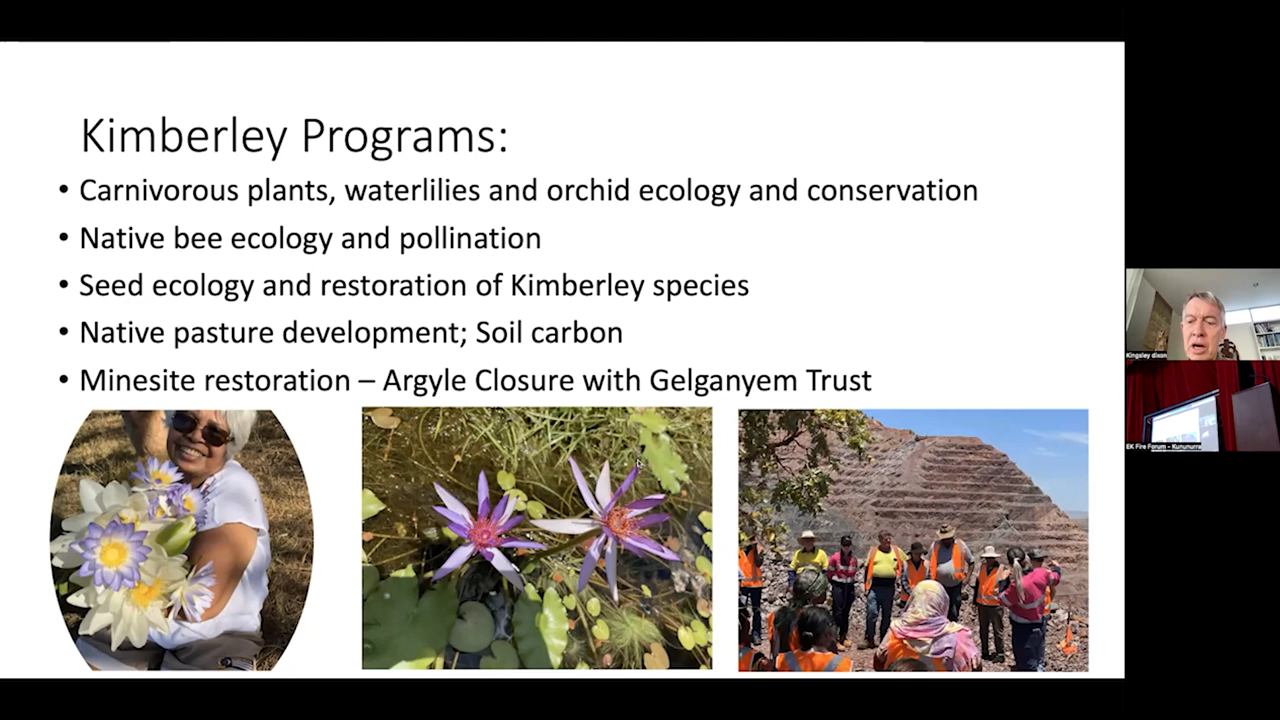 Kimberley Programs:
• Carnivorous plants, waterlilies and orchid ecology and conservation
• Native bee ecology and pollination
• Seed ecology and restoration of Kimberley species
• Native pasture development; Soil carbon
• Minesite restoration – Argyle Closure with Gelganyem Trust
Kingsley dixon
EK Fire Forum - Kununurra